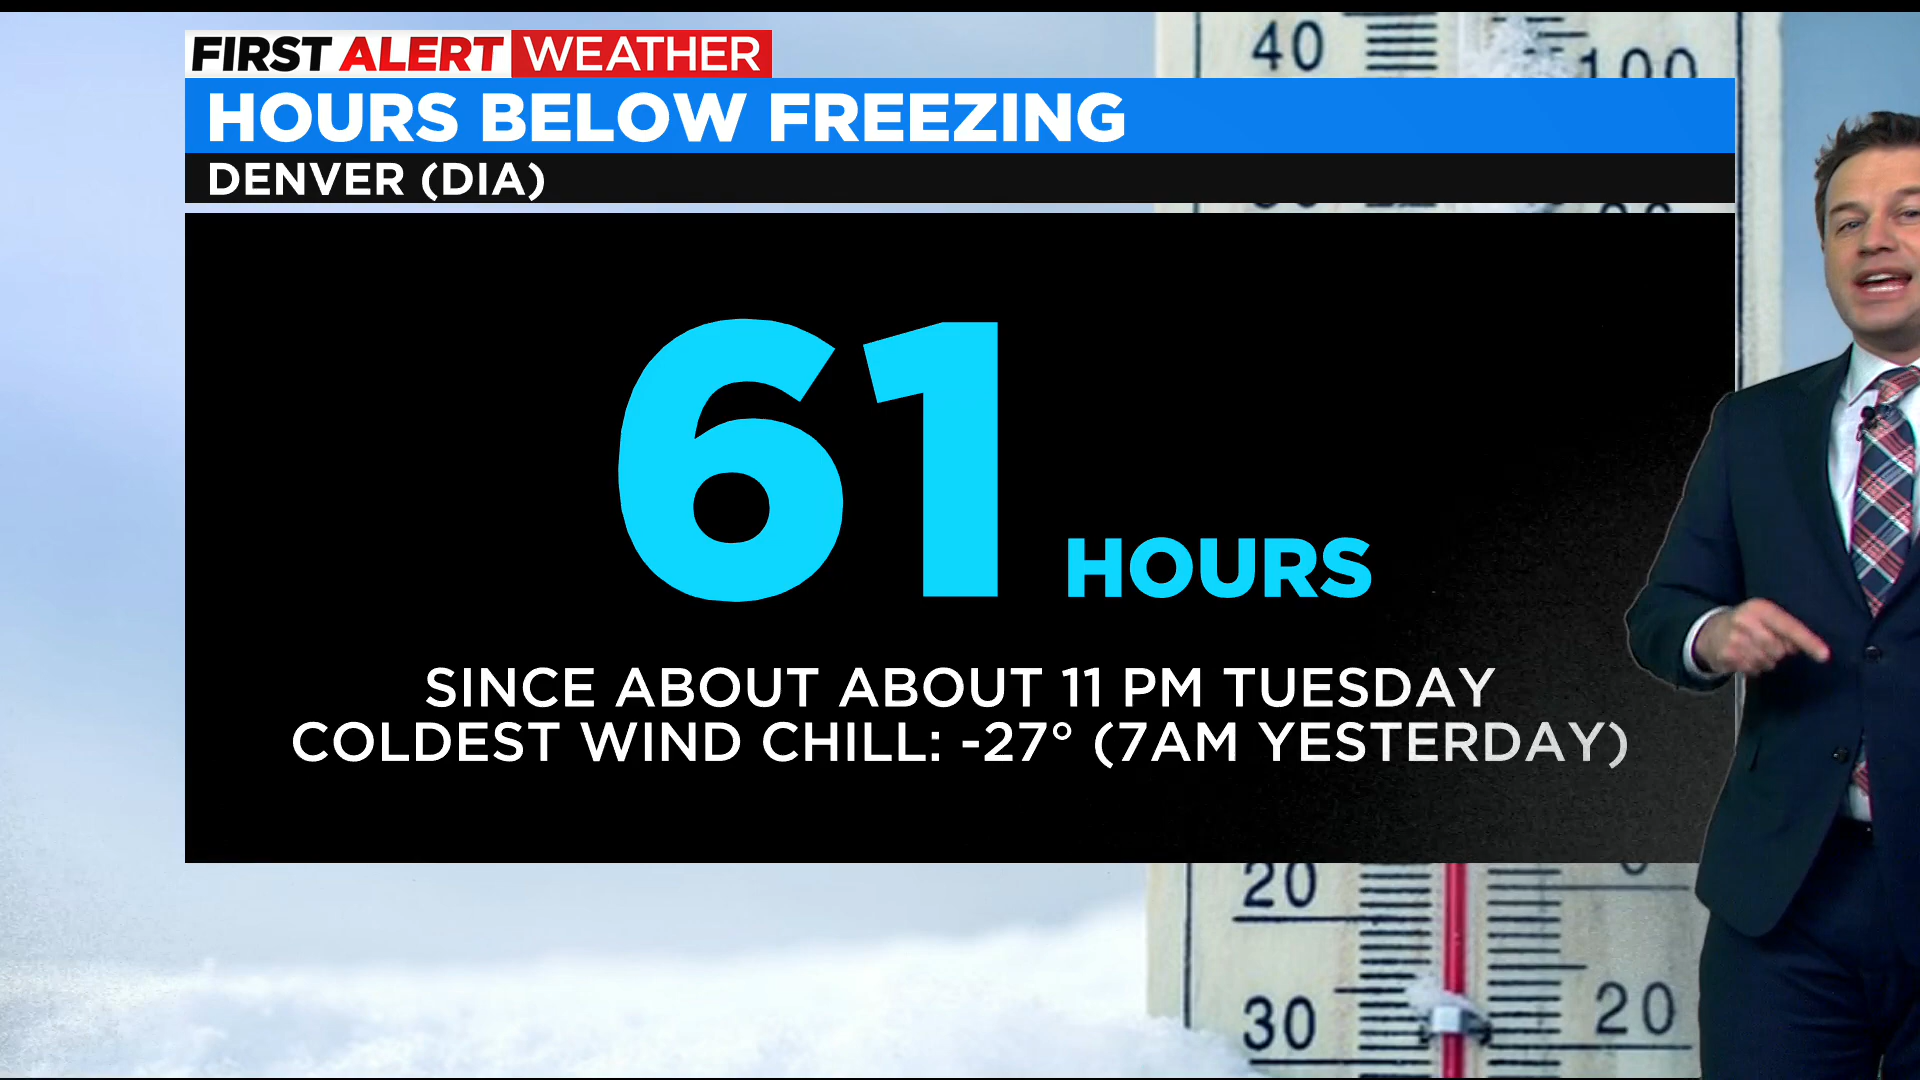 40 100
FIRST ALERT WEATHER
HOURS BELOW FREEZING
DENVER (DIA)
61 HOURS
SINCE ABOUT ABOUT 11 PM TUESDAY
COLDEST WIND CHILL: -27° (7AM YESTERDAY)
20
30 20